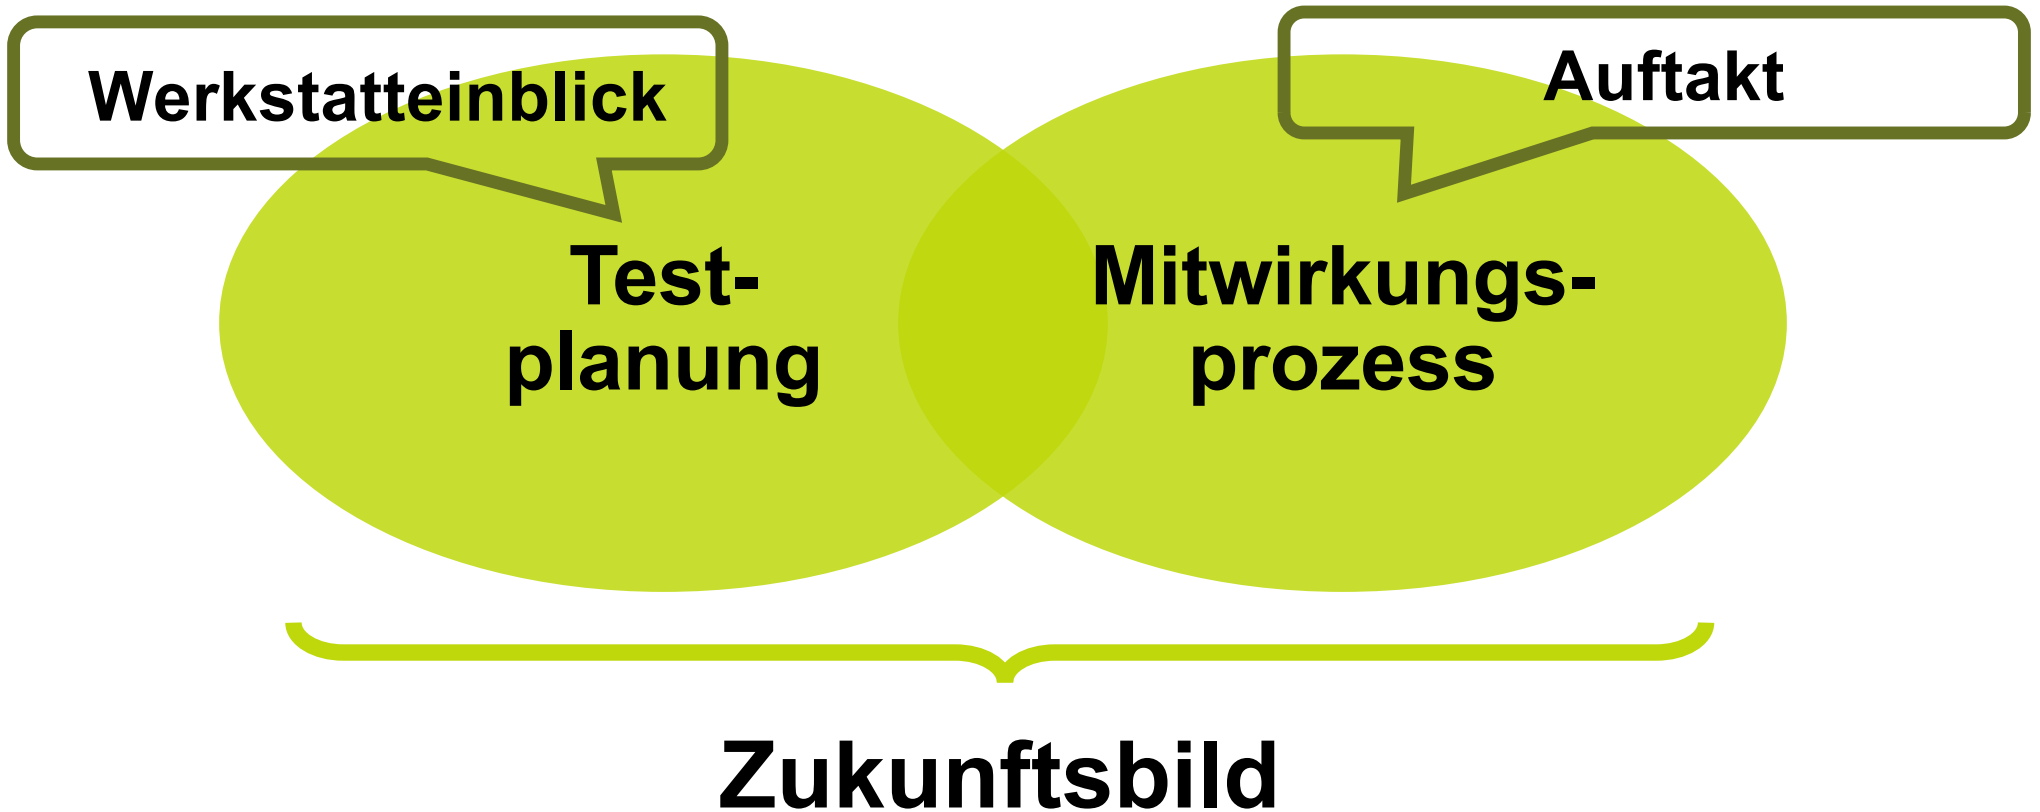 Werkstatteinblick
Auftakt
Test-
planung
Mitwirkungs-
prozess
Zukunftsbild